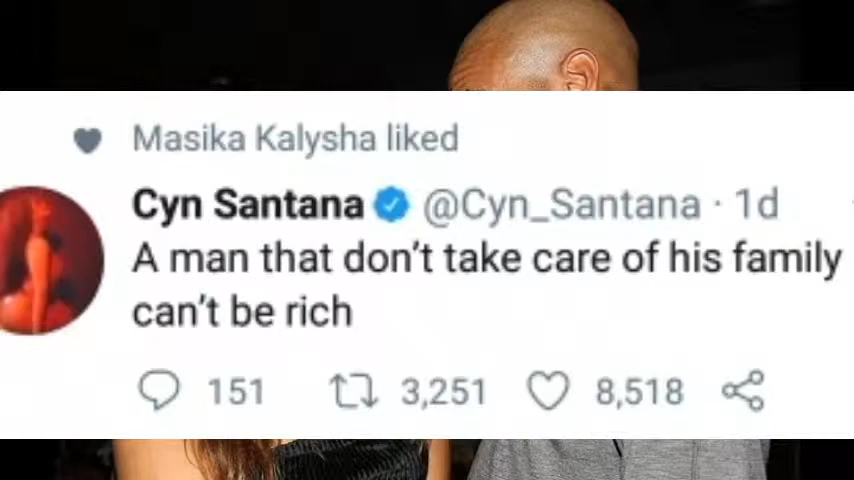 Masika Kalysha liked
Cyn Santana @Cyn_Santana · 1d
A man that don't take care of his family
can't be rich
151 3,251 8,518